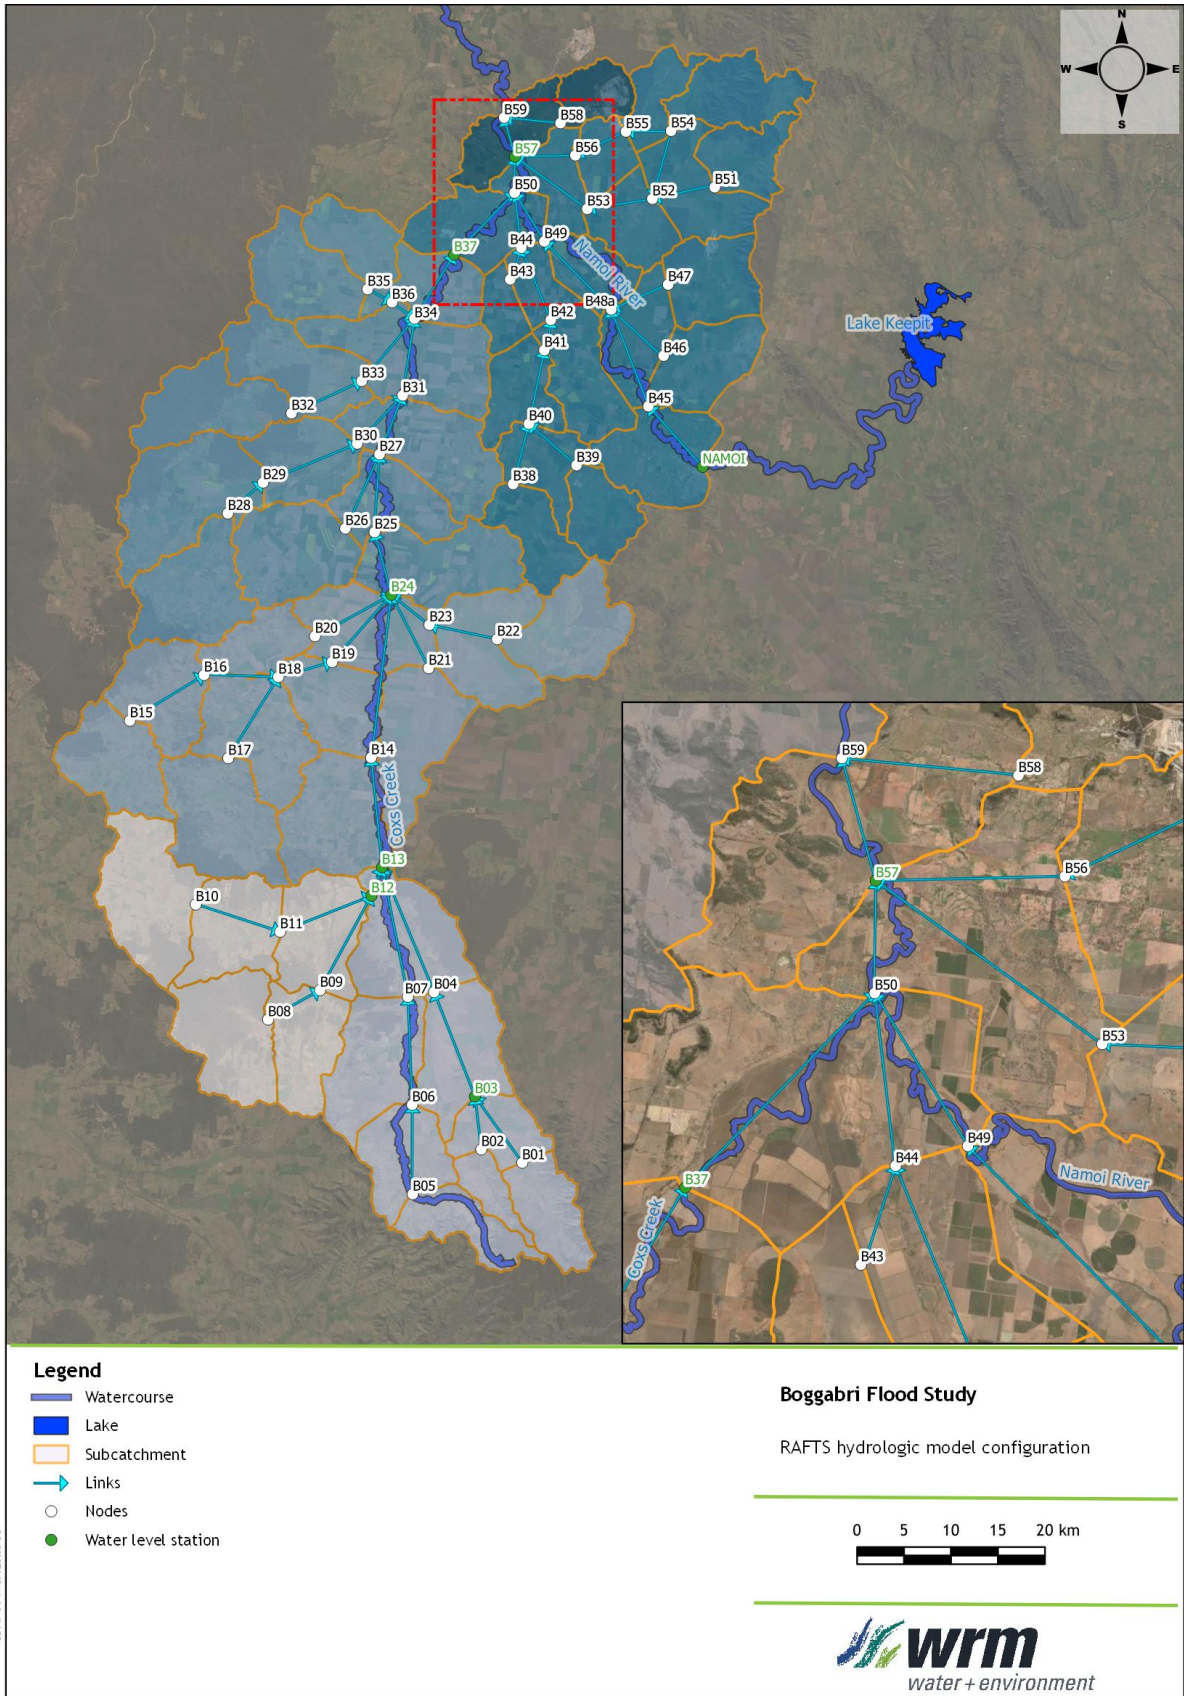 N
W
E
S
B59
B58
B55
B54
B57
B56
B50
B53
B52
B51
B44
B49
B37
Namoi River
B43
B47
B35
B36
B48a
Lake Keepit
B34
B42
B41
B46
B33
B31
B32
B45
B40
B30
B27
NAMOI
B39
B38
B29
B28
B26
B25
B24
B23
B20
B22
B19
B21
B16
B18
B15
B17
B14
Coxs Creek
B13
B12
B10
B11
B09
B07
B04
B08
B03
B06
B02
B01
B05
B59
B58
B56
B57
B50
B53
B49
B44
Namoi River
B37
Coxs Creek
B43
Legend
Watercourse
Lake
Subcatchment
Links
Nodes
Water level station
Boggabri Flood Study
RAFTS hydrologic model configuration
0 5 10 15 20 km
wrm
water + environment